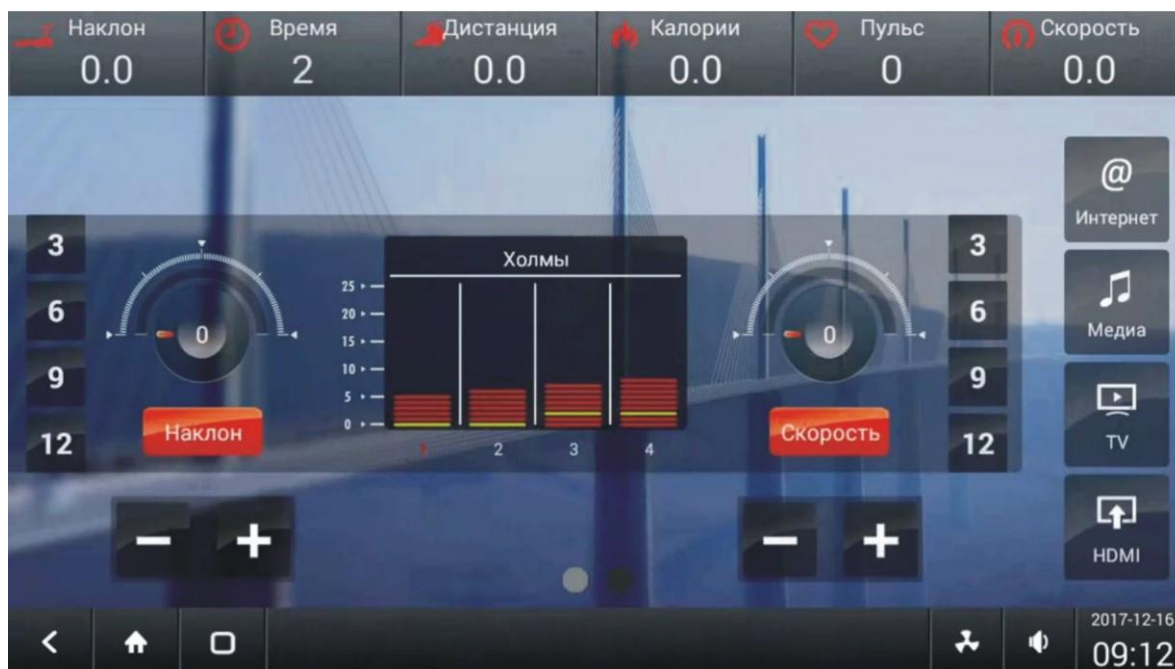 Наклон
0.0
Время
2
Дистанция
0.0
Калории
0.0
Пульс
0
Скорость
0.0
3
6
9
12
0
Наклон
Холмы
25
20
15
10
5
0
1 2 3 4
0
Скорость
3
6
9
12
@
Интернет
Медиа
TV
HDMI
2017-12-16
09:12